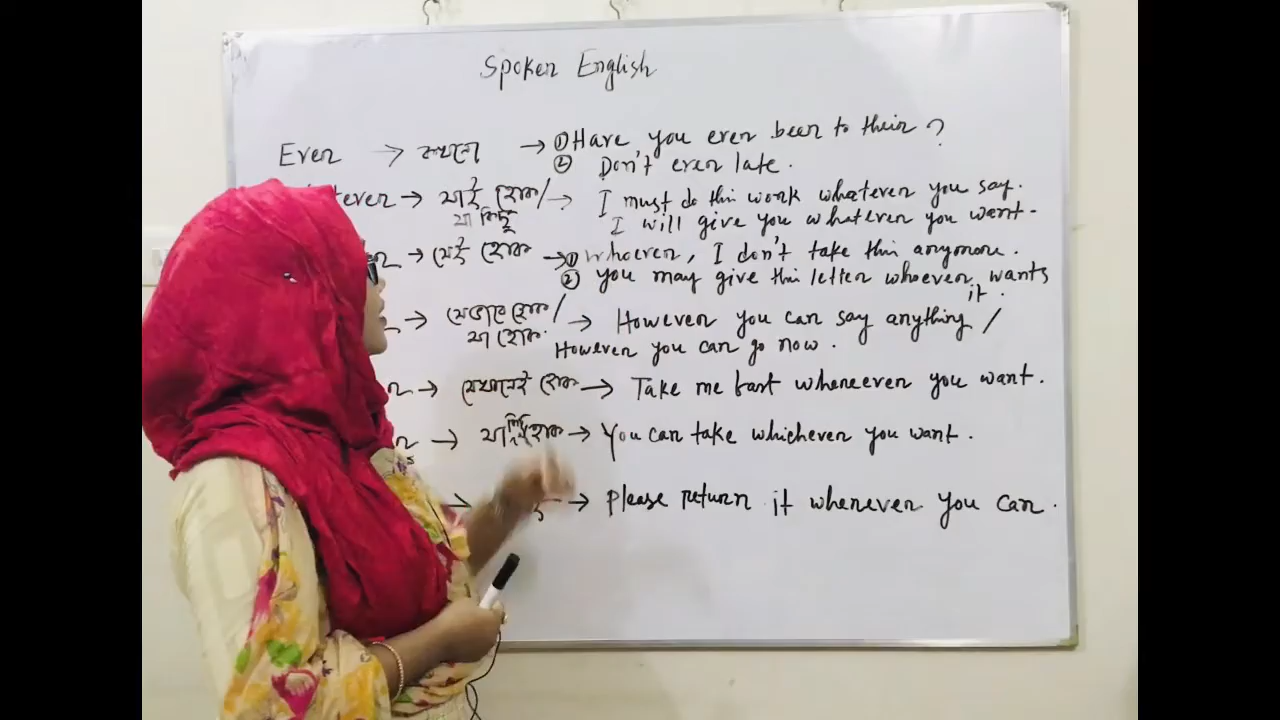 Spoken English
Ever → কখনো → ① Have you ever been to their ?
② Don't ever late .
tever → যাই হোক/ → I must do this work whatever you say.
যা কিছু I will give you whatever you want.
→ যেই হোক → ① Whoever, I don't take this anymore.
② you may give this letter whoever wants
it .
→ যেভাবে হোক/ → However you can say anything /
যা হোক. However you can go now .
→ যেখানেই হোক → Take me bart whereever you want.
→ → You can take whichever you want .
→ → please return it whenever you can .